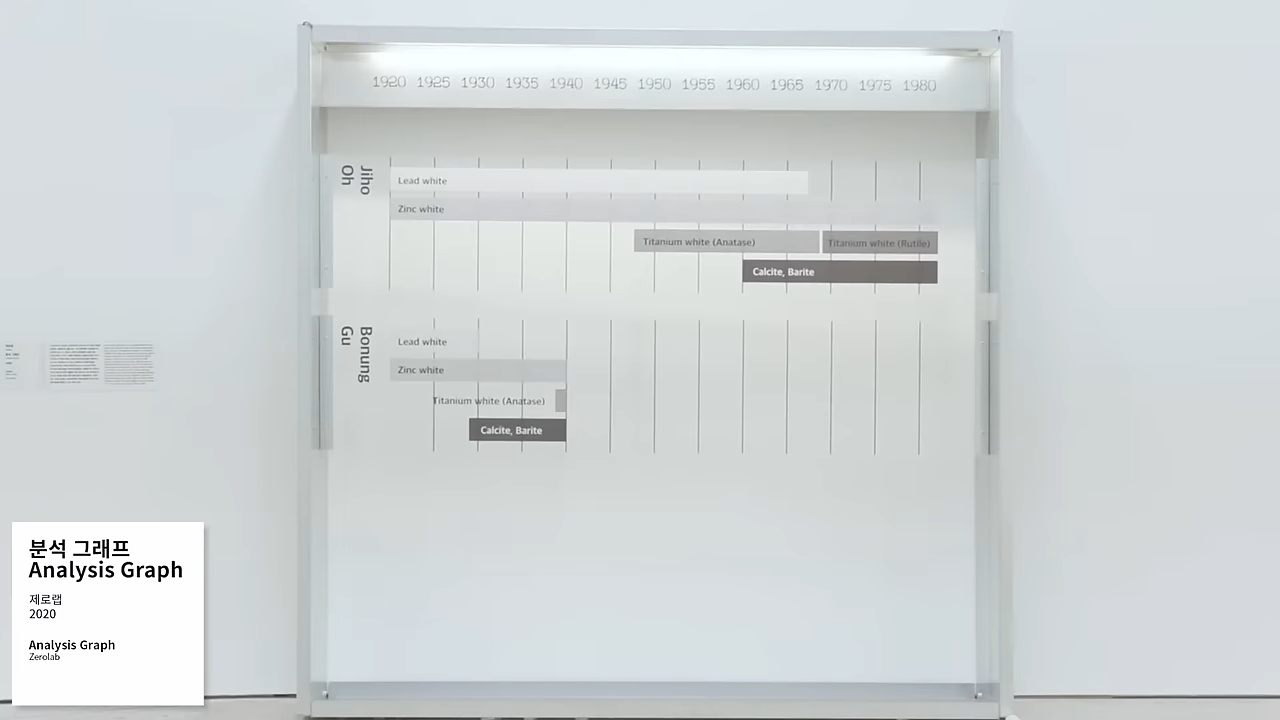 1920 1925 1930 1935 1940 1945 1950 1955 1960 1965 1970 1975 1980
Jiho
Oh
Lead white
Zinc white
Titanium white (Anatase)
Titanium white (Rutile)
Calcite, Barite
Bonung
Gu
Lead white
Zinc white
Titanium white (Anatase)
Calcite, Barite
분석 그래프
Analysis Graph
제로랩
2020
Analysis Graph
Zerolab